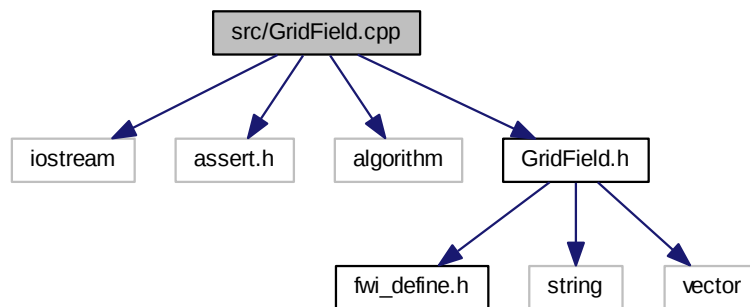 src/GridField.cpp
iostream
assert.h
algorithm
GridField.h
fwi_define.h
string
vector